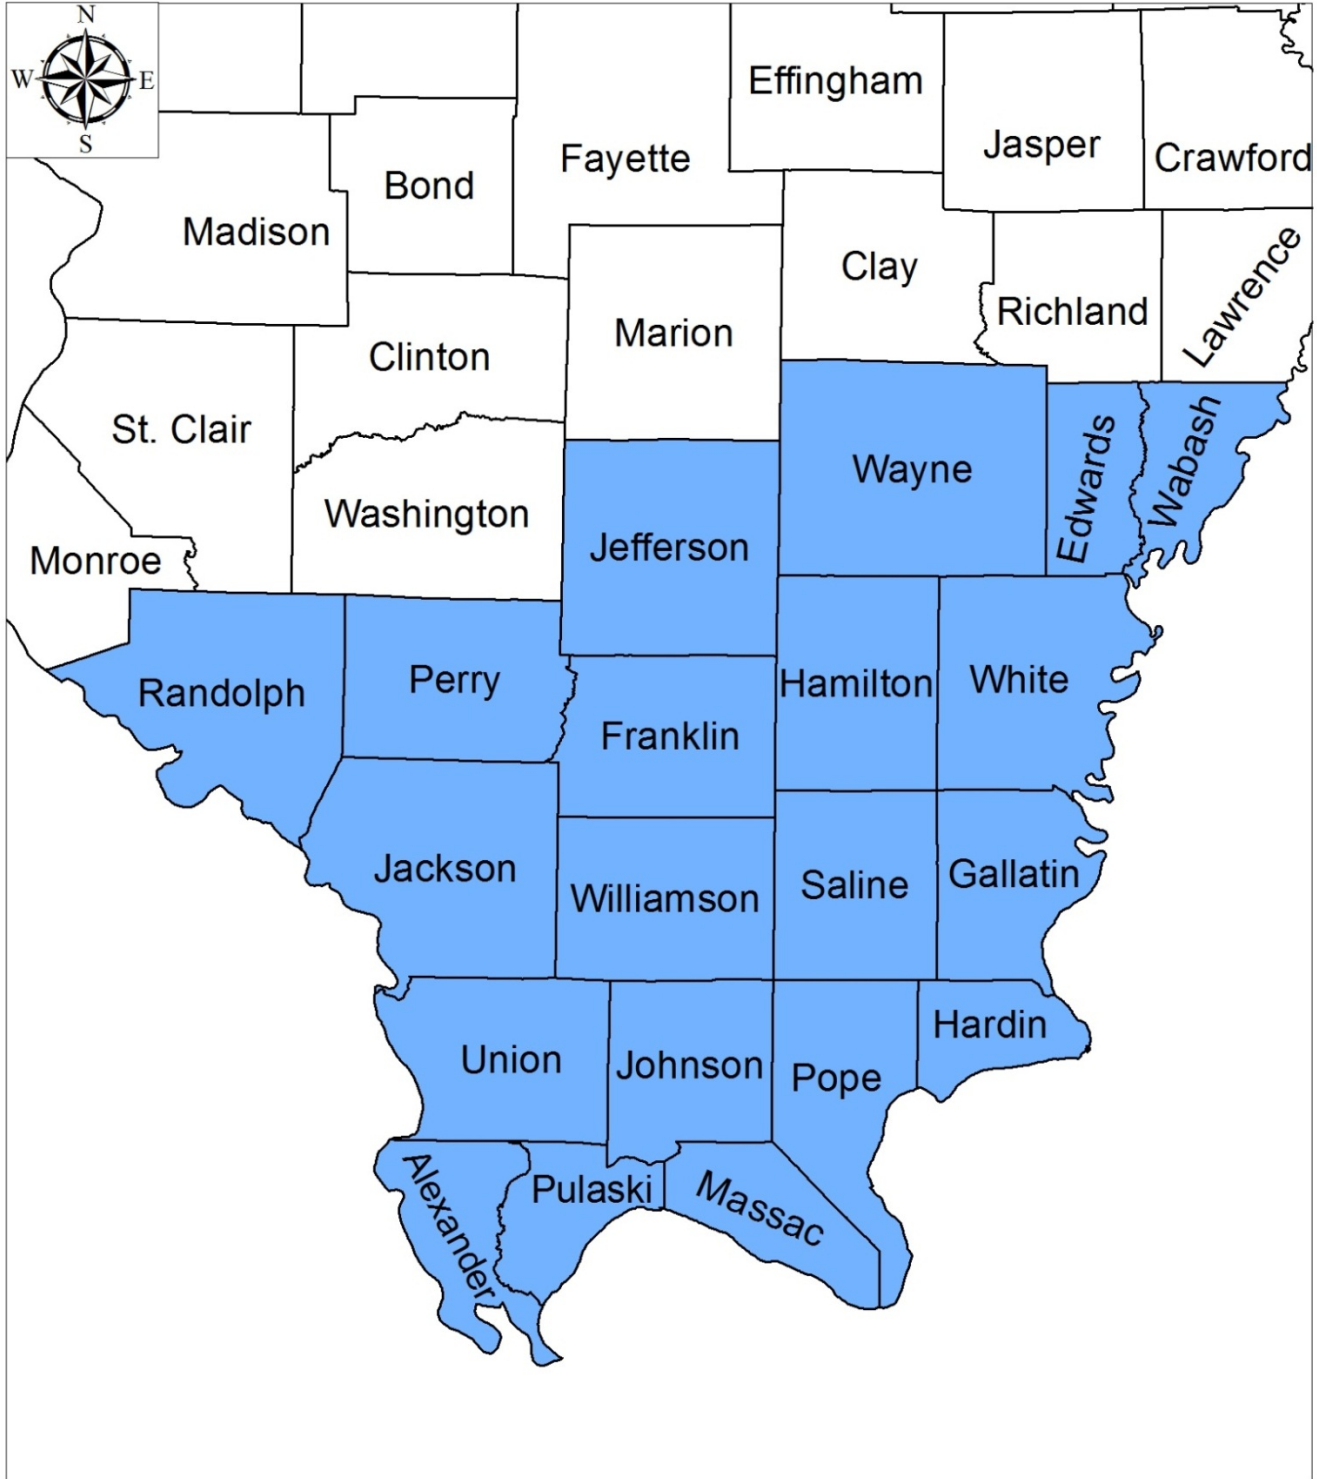 N
W E
S
Effingham
Jasper
Crawford
Fayette
Bond
Madison
Clay
Lawrence
Richland
Marion
Clinton
St. Clair
Wayne
Edwards
Wabash
Washington
Jefferson
Monroe
Randolph
Perry
Hamilton
White
Franklin
Jackson
Williamson
Saline
Gallatin
Hardin
Union
Johnson
Pope
Alexander
Pulaski
Massac